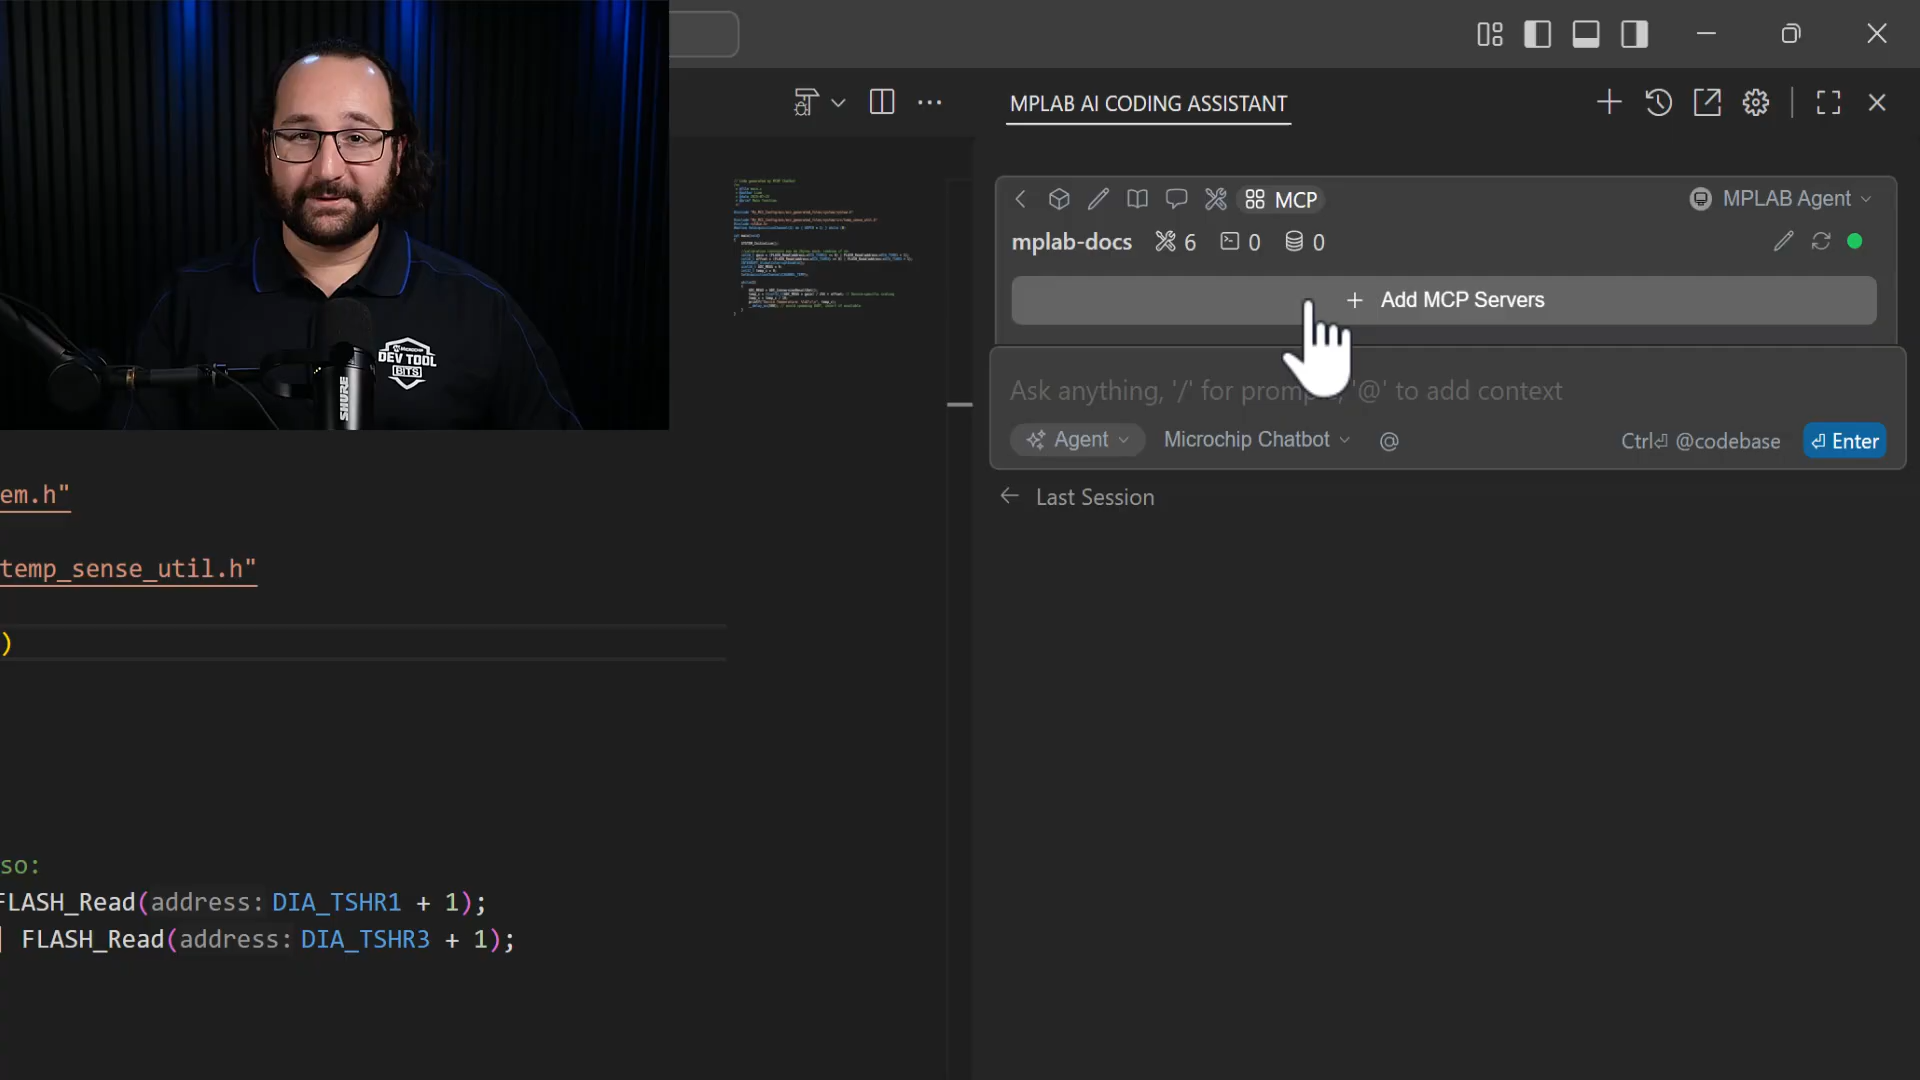 MICROCHIP
DEV TOOL
BITS
SHURE
MPLAB AI CODING ASSISTANT
MCP
MPLAB Agent
mplab-docs 6 0 0
+ Add MCP Servers
Ask anything, '/' for promp '@' to add context
Agent Microchip Chatbot @ Ctrl⏎ @codebase ⏎ Enter
← Last Session
em.h"
temp_sense_util.h"
)
so:
FLASH_Read(address: DIA_TSHR1 + 1);
| FLASH_Read(address: DIA_TSHR3 + 1);